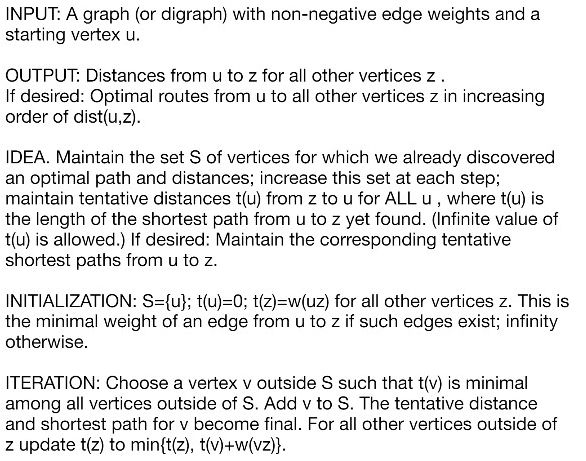 INPUT: A graph (or digraph) with non-negative edge weights and a
starting vertex u.
OUTPUT: Distances from u to z for all other vertices z .
If desired: Optimal routes from u to all other vertices z in increasing
order of dist(u,z).
IDEA. Maintain the set S of vertices for which we already discovered
an optimal path and distances; increase this set at each step;
maintain tentative distances t(u) from z to u for ALL u , where t(u) is
the length of the shortest path from u to z yet found. (Infinite value of
t(u) is allowed.) If desired: Maintain the corresponding tentative
shortest paths from u to z.
INITIALIZATION: S={u}; t(u)=0; t(z)=w(uz) for all other vertices z. This is
the minimal weight of an edge from u to z if such edges exist; infinity
otherwise.
ITERATION: Choose a vertex v outside S such that t(v) is minimal
among all vertices outside of S. Add v to S. The tentative distance
and shortest path for v become final. For all other vertices outside of
z update t(z) to min{t(z), t(v)+w(vz)}.